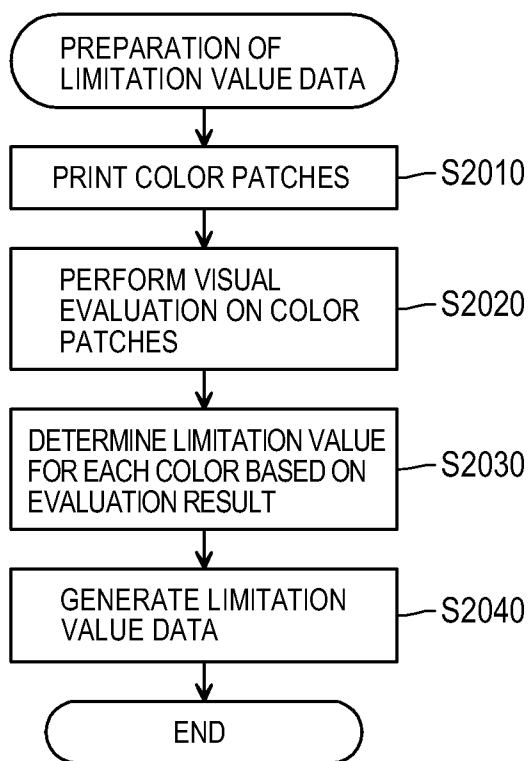 PREPARATION OF
LIMITATION VALUE DATA
PRINT COLOR PATCHES
S2010
PERFORM VISUAL
EVALUATION ON COLOR
PATCHES
S2020
DETERMINE LIMITATION VALUE
FOR EACH COLOR BASED ON
EVALUATION RESULT
S2030
GENERATE LIMITATION
VALUE DATA
S2040
END